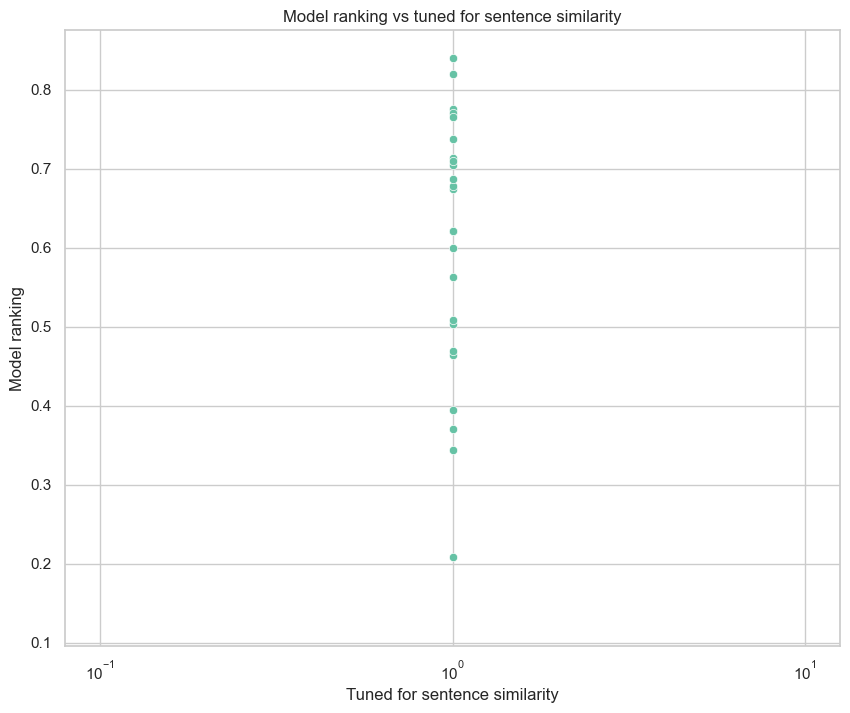 Model ranking vs tuned for sentence similarity
0.8
0.7
0.6
0.5
0.4
0.3
0.2
0.1
Model ranking
10⁻¹ 10⁰ 10¹
Tuned for sentence similarity